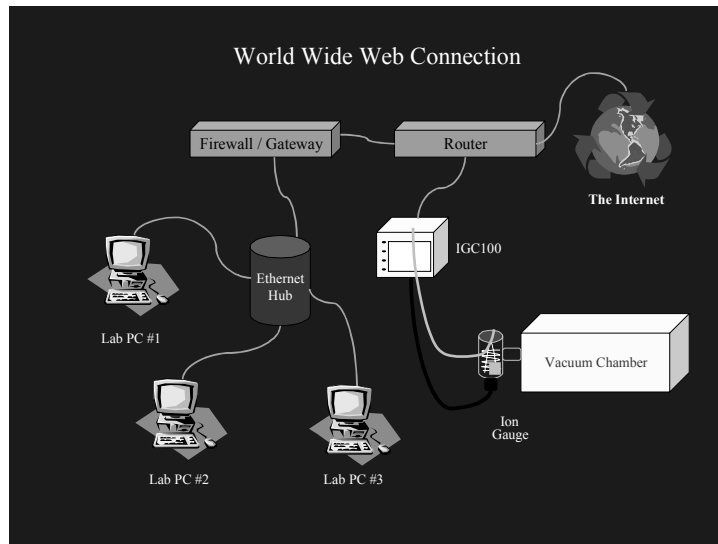 World Wide Web Connection
Firewall / Gateway
Router
The Internet
IGC100
Ethernet
Hub
Lab PC #1
Vacuum Chamber
Ion
Gauge
Lab PC #2
Lab PC #3